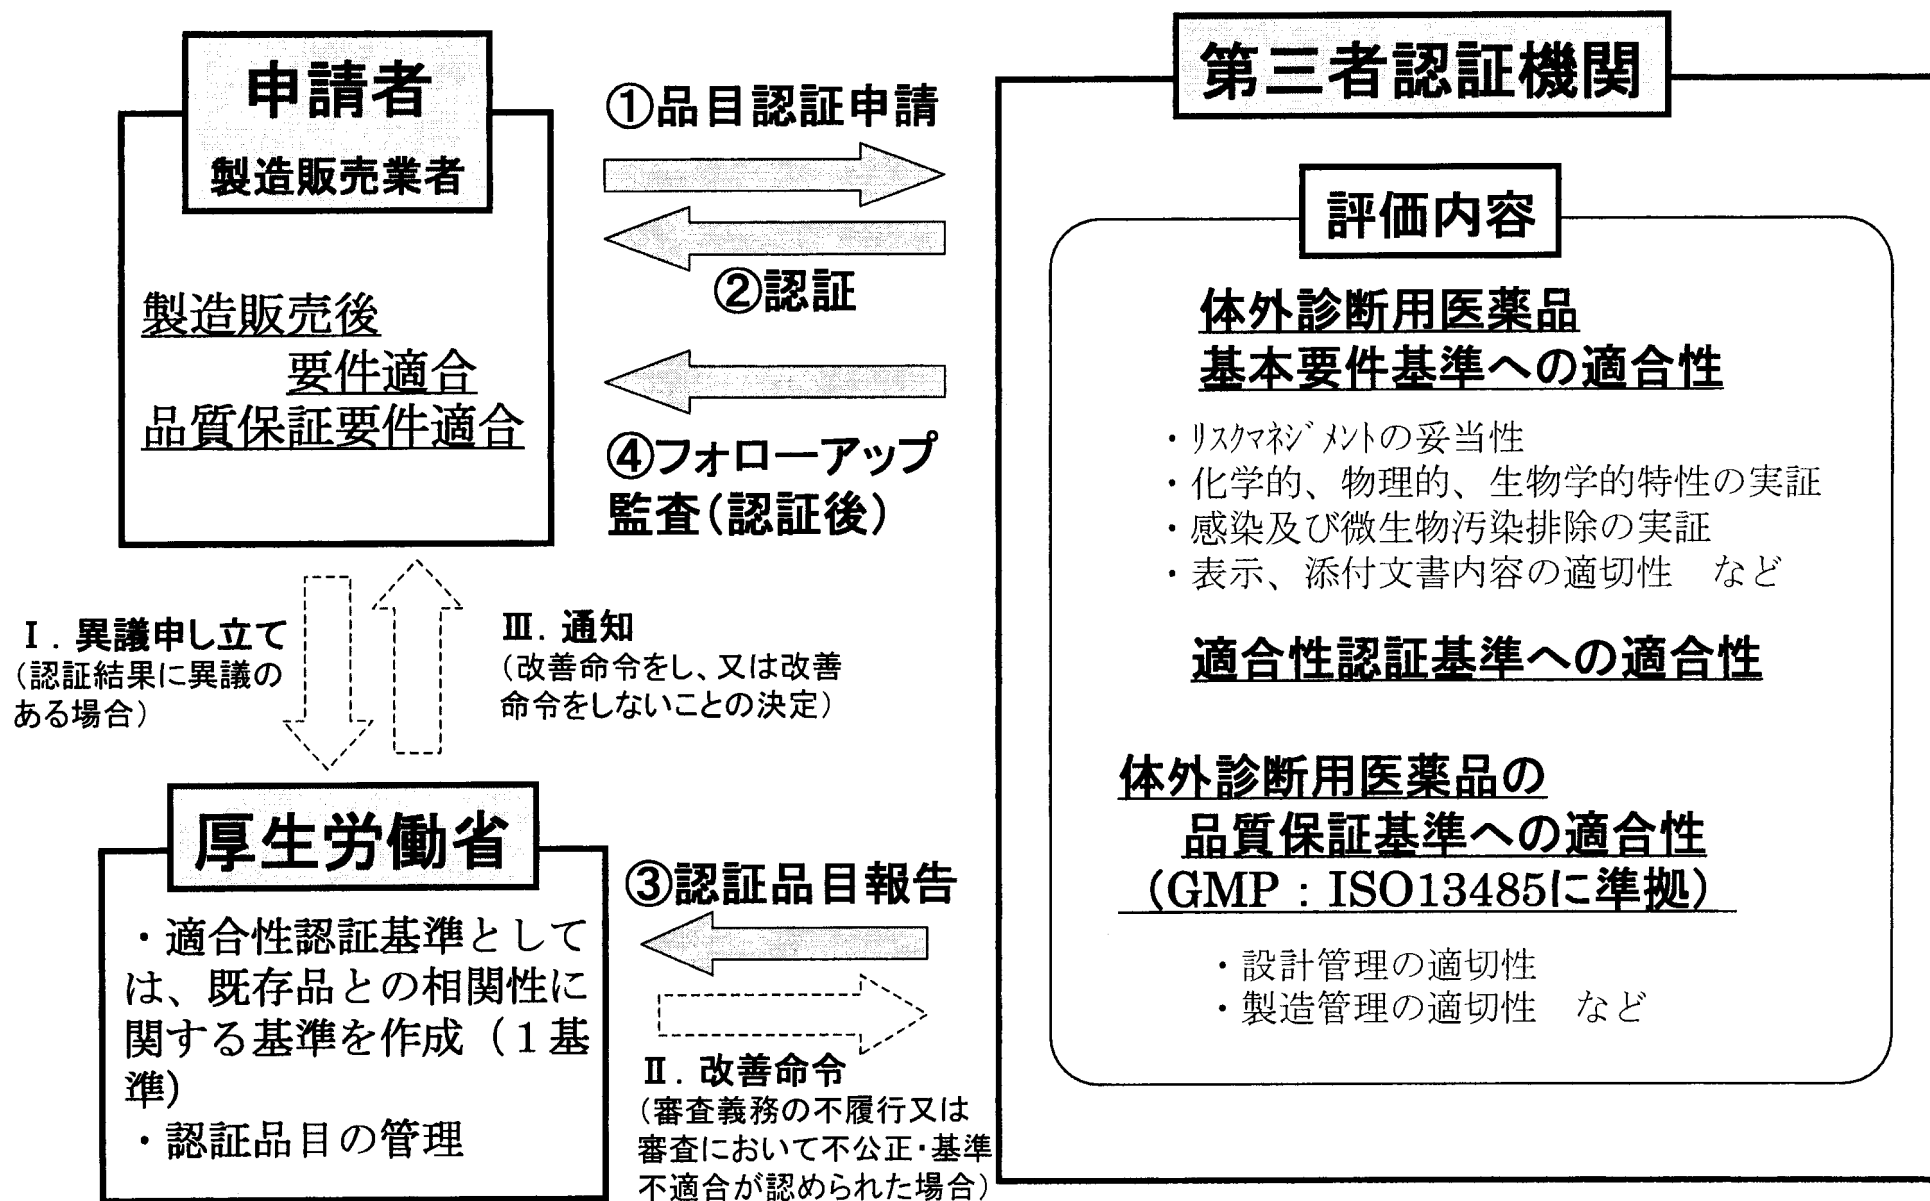 申請者
製造販売業者
製造販売後
要件適合
品質保証要件適合
①品目認証申請
②認証
④フォローアップ
監査(認証後)
Ⅰ. 異議申し立て
(認証結果に異議の
ある場合)
Ⅲ. 通知
(改善命令をし、又は改善
命令をしないことの決定)
厚生労働省
・適合性認証基準として
は、既存品との相関性に
関する基準を作成(1基
準)
・認証品目の管理
③認証品目報告
Ⅱ. 改善命令
(審査義務の不履行又は
審査において不公正・基準
不適合が認められた場合)
第三者認証機関
評価内容
体外診断用医薬品
基本要件基準への適合性
・ﾘｽｸﾏﾈｼﾞﾒﾝﾄの妥当性
・化学的、物理的、生物学的特性の実証
・感染及び微生物汚染排除の実証
・表示、添付文書内容の適切性 など
適合性認証基準への適合性
体外診断用医薬品の
品質保証基準への適合性
(GMP:ISO13485に準拠)
・設計管理の適切性
・製造管理の適切性 など